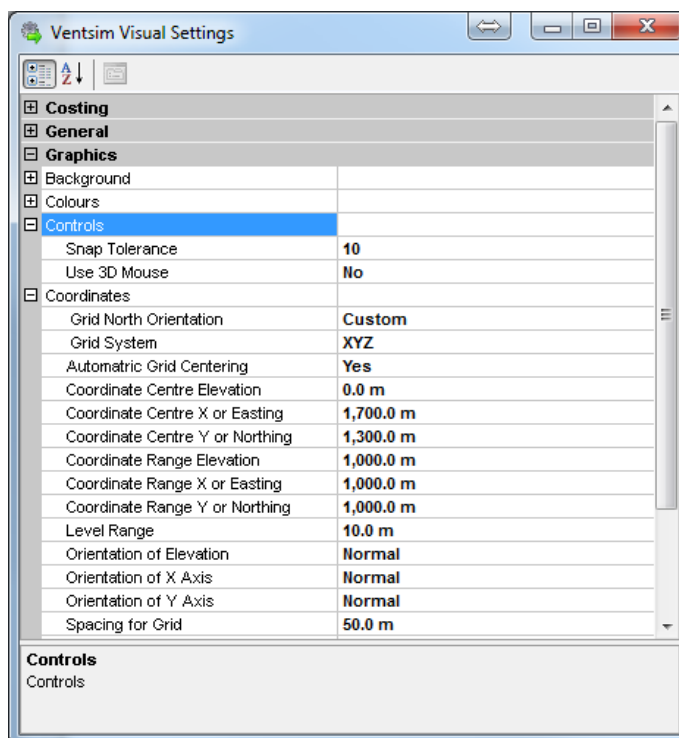 Ventsim Visual Settings
Costing
General
Graphics
Background
Colours
Controls
Snap Tolerance 10
Use 3D Mouse No
Coordinates
Grid North Orientation Custom
Grid System XYZ
Automatric Grid Centering Yes
Coordinate Centre Elevation 0.0 m
Coordinate Centre X or Easting 1,700.0 m
Coordinate Centre Y or Northing 1,300.0 m
Coordinate Range Elevation 1,000.0 m
Coordinate Range X or Easting 1,000.0 m
Coordinate Range Y or Northing 1,000.0 m
Level Range 10.0 m
Orientation of Elevation Normal
Orientation of X Axis Normal
Orientation of Y Axis Normal
Spacing for Grid 50.0 m
Controls
Controls